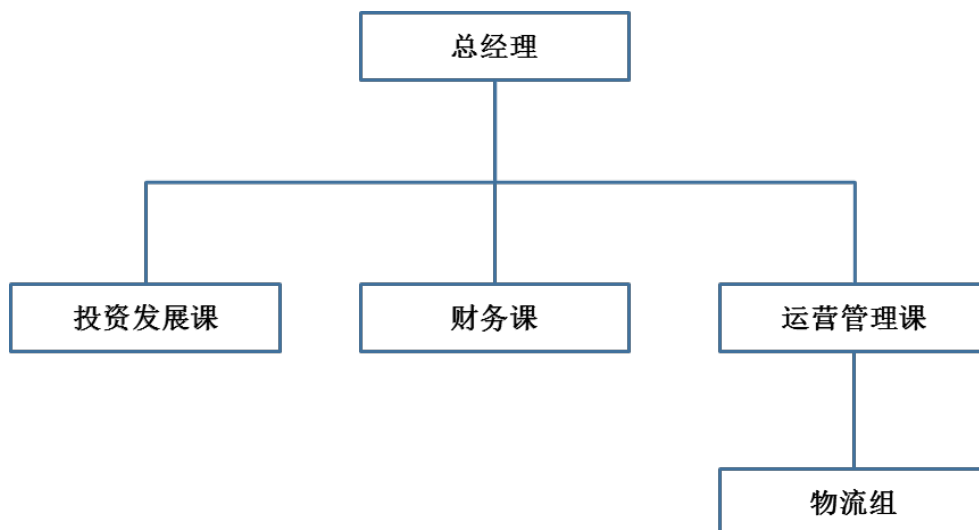 总经理
投资发展课
财务课
运营管理课
物流组